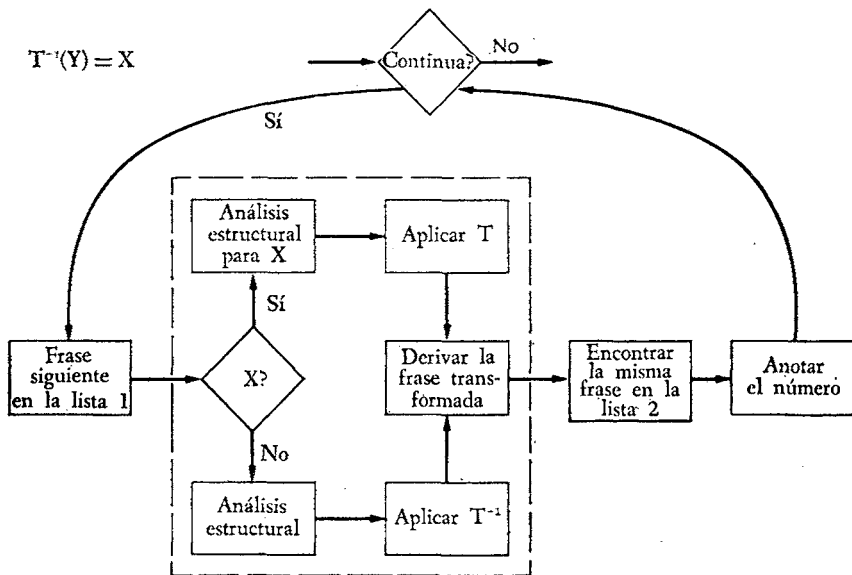 T⁻¹(Y) = X
Continua?
No
Sí
Análisis
estructural
para X
Aplicar T
Sí
Frase
siguiente
en la lista 1
X?
Derivar la
frase trans-
formada
Encontrar
la misma
frase en la
lista 2
Anotar
el número
No
Análisis
estructural
Aplicar T⁻¹